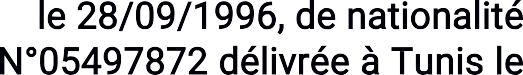 le 28/09/1996, de nationalité
N°05497872 délivrée à Tunis le